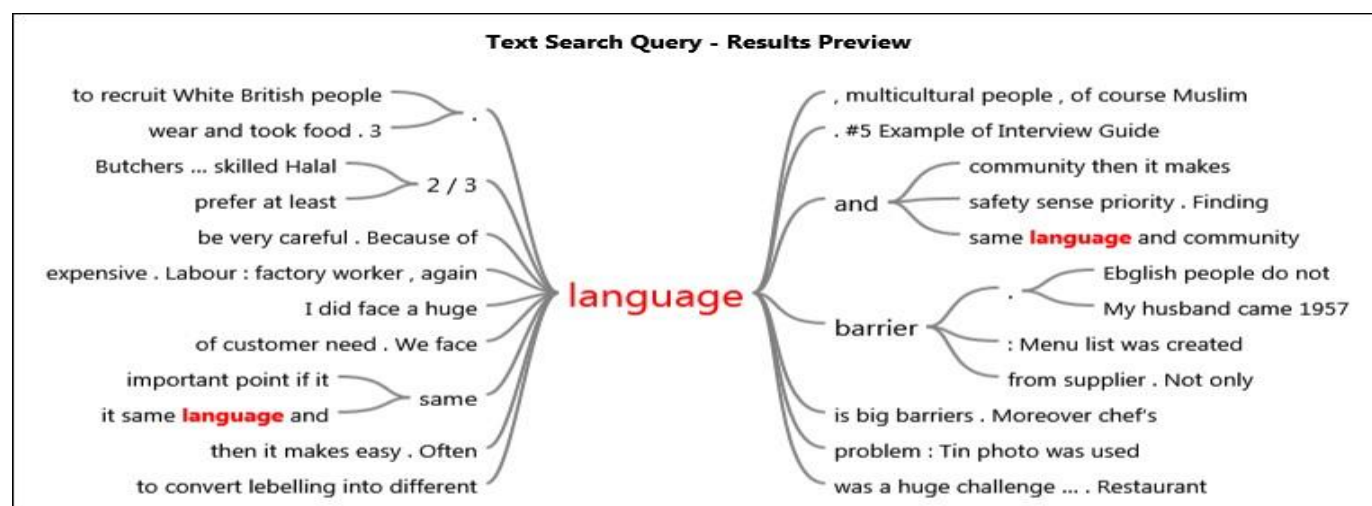 Text Search Query - Results Preview
to recruit White British people
wear and took food . 3
.
Butchers ... skilled Halal
prefer at least
2 / 3
be very careful . Because of
expensive . Labour : factory worker , again
I did face a huge
of customer need . We face
important point if it
it same language and
same
then it makes easy . Often
to convert lebelling into different
language
, multicultural people , of course Muslim
. #5 Example of Interview Guide
and
community then it makes
safety sense priority . Finding
same language and community
barrier
.
Ebglish people do not
My husband came 1957
: Menu list was created
from supplier . Not only
is big barriers . Moreover chef's
problem : Tin photo was used
was a huge challenge ... . Restaurant